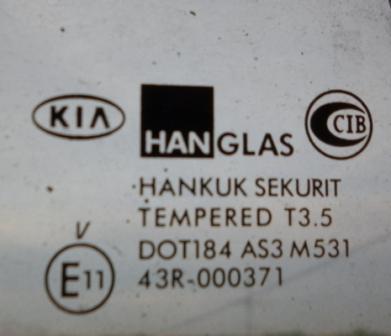 KIA HANGLAS CIB
HANKUK SEKURIT
TEMPERED T3.5
V DOT184 AS3 M531
E11 43R-000371